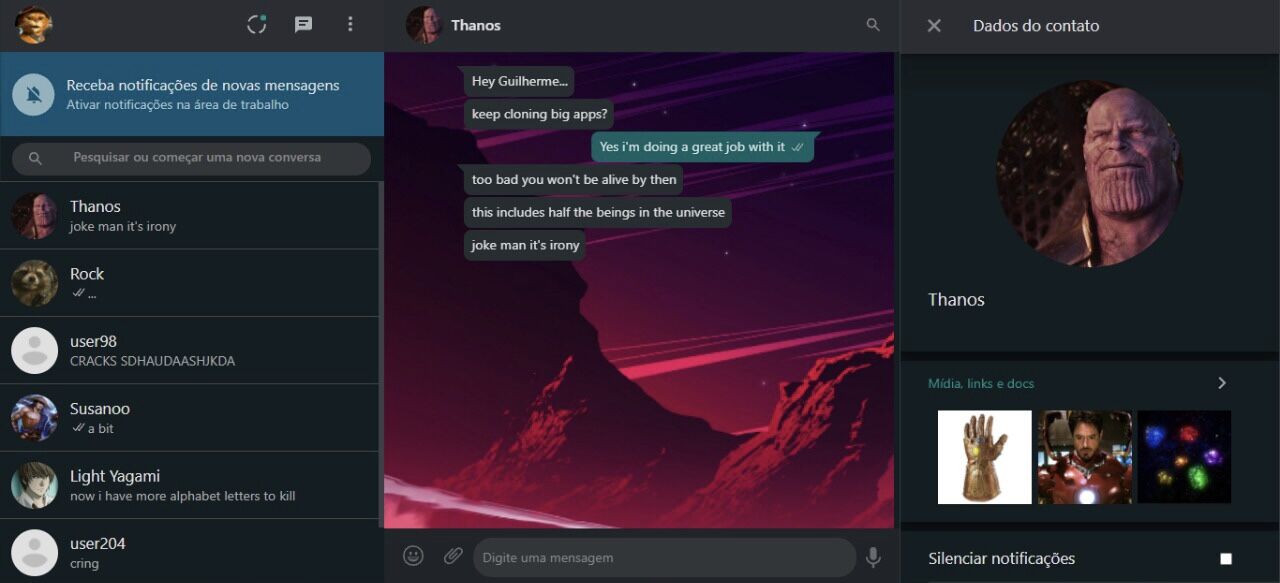 Receba notificações de novas mensagens
Ativar notificações na área de trabalho
Pesquisar ou começar uma nova conversa
Thanos
joke man it's irony
Rock
...
user98
CRACKS SDHAUDAASHJKDA
Susanoo
a bit
Light Yagami
now i have more alphabet letters to kill
user204
cring
Thanos
Hey Guilherme...
keep cloning big apps?
Yes i'm doing a great job with it
too bad you won't be alive by then
this includes half the beings in the universe
joke man it's irony
Digite uma mensagem
Dados do contato
Thanos
Mídia, links e docs
Silenciar notificações